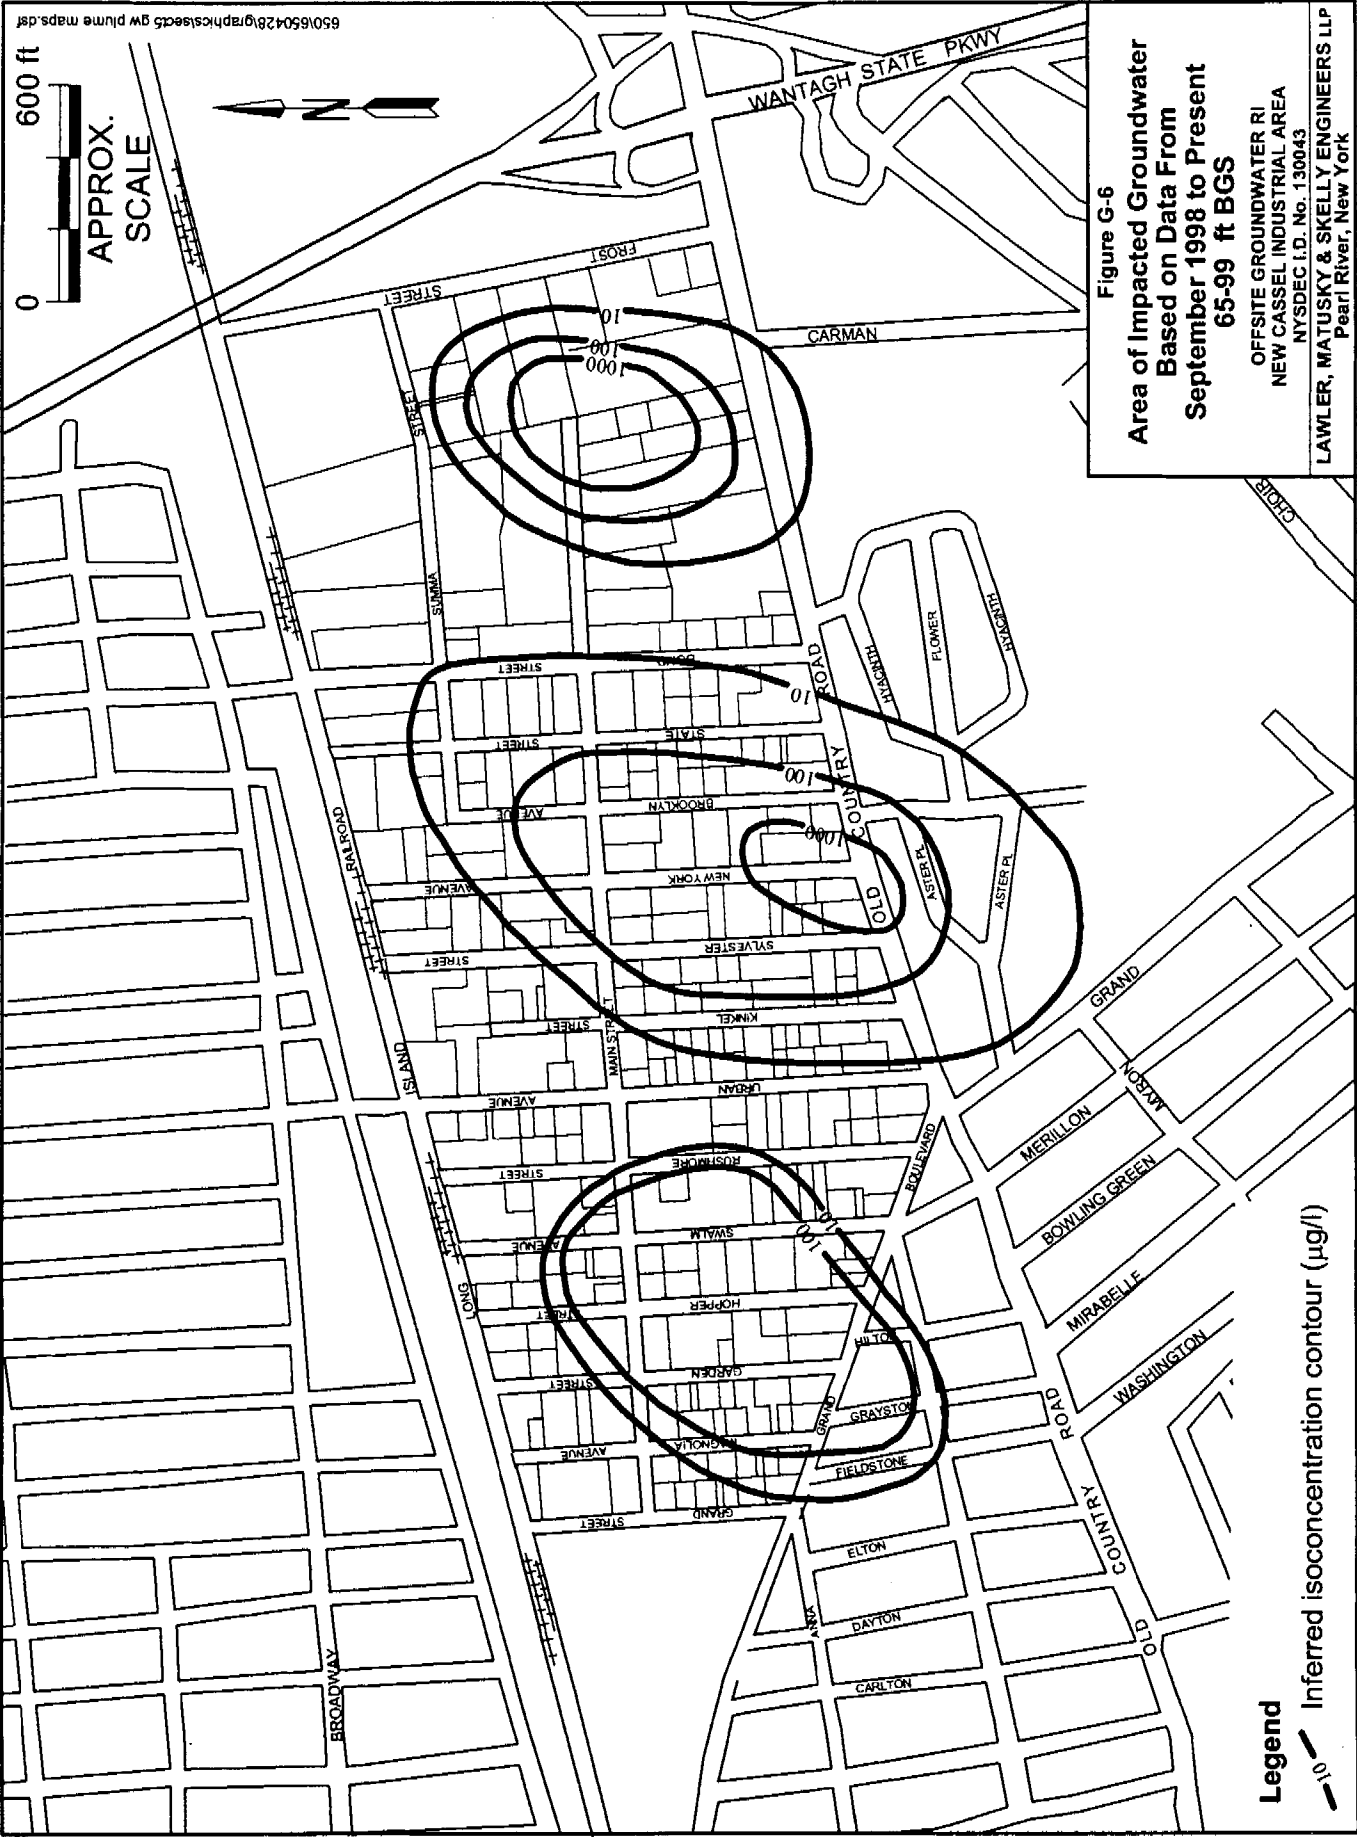 650\650428\graphics\sect5 gw plume maps.dsf
0 600 ft
APPROX.
SCALE
N
WANTAGH STATE PKWY
FROST
STREET
CARMAN
STREET
SUMMA
10
100
1000
STREET
BOND
10
ROAD
HYACINTH
FLOWER
HYACINTH
CHOIR
STREET
STATE
100
COUNTRY
AVENUE
BROOKLYN
1000
AVENUE
NEW YORK
OLD
ASTER PL
ASTER PL
STREET
SYLVESTER
STREET
MAIN STREET
KINKEL
RAILROAD
ISLAND
LONG
AVENUE
URBAN
GRAND
BOULEVARD
MYRON
MERILLON
BOWLING GREEN
MIRABELLE
WASHINGTON
STREET
RUSHMORE
AVENUE
SWALM
10
100
STREET
HOPPER
HILTON
STREET
GARDEN
GRAND
GRAYSTONE
AVENUE
MAGNOLIA
FIELDSTONE
STREET
GRAND
ROAD
COUNTRY
OLD
ELTON
ANNA
DAYTON
CARLTON
BROADWAY
Figure G-6
Area of Impacted Groundwater
Based on Data From
September 1998 to Present
65-99 ft BGS
OFFSITE GROUNDWATER RI
NEW CASSEL INDUSTRIAL AREA
NYSDEC I.D. No. 130043
LAWLER, MATUSKY & SKELLY ENGINEERS LLP
Pearl River, New York
Legend
10 Inferred isoconcentration contour (µg/l)